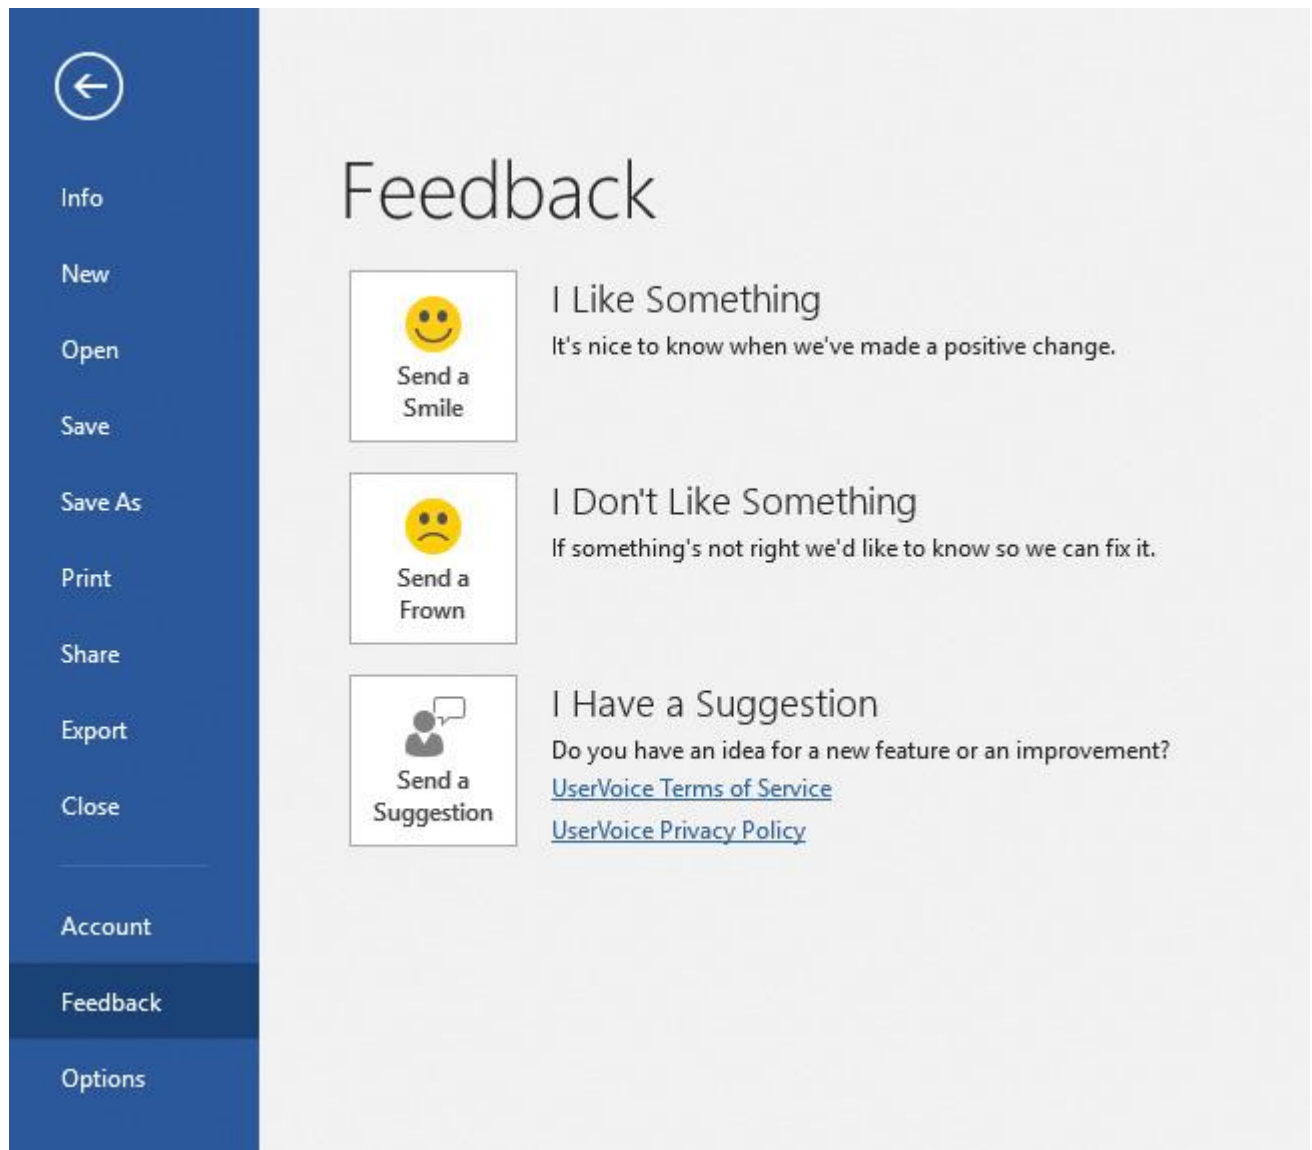 Info
New
Open
Save
Save As
Print
Share
Export
Close
Account
Feedback
Options
Feedback
Send a
Smile
I Like Something
It's nice to know when we've made a positive change.
Send a
Frown
I Don't Like Something
If something's not right we'd like to know so we can fix it.
Send a
Suggestion
I Have a Suggestion
Do you have an idea for a new feature or an improvement?
UserVoice Terms of Service
UserVoice Privacy Policy